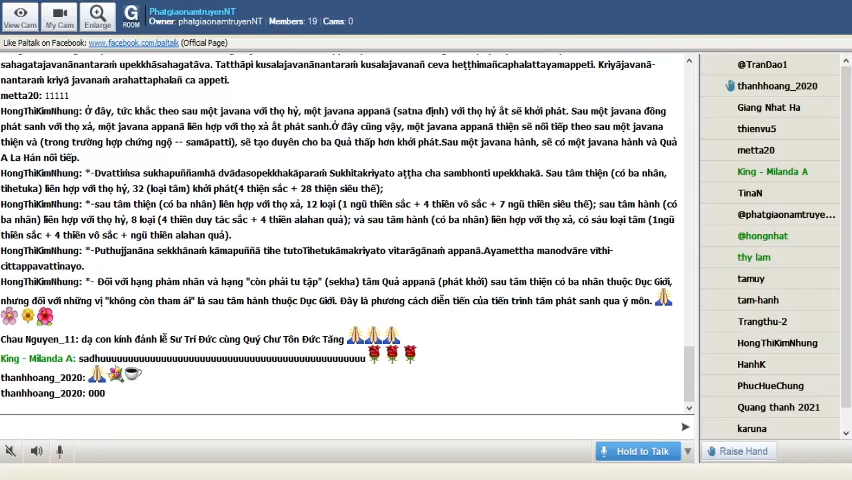 PhatgiaonamtruyenNT
Owner: phatgiaonamtruyenNT | Members: 19 | Cams: 0
View Cam
My Cam
Enlarge
G
ROOM
Like Paltalk on Facebook: www.facebook.com/paltalk (Official Page)
sahagatajavanānantaraṁ upekkhāsahagatāva. Tatthāpi kusalajavanānantaraṁ kusalajavanañ ceva heṭṭhimañcaphalattayamappeti. Kriyājavanā-
nantaraṁ kriyā javanaṁ arahattaphalañ ca appeti.
metta20: 11111
HongThiKimNhung: Ở đây, tức khắc theo sau một javana với thọ hỷ, một javana appanā (satna định) với thọ hỷ ắt sẽ khởi phát. Sau một javana đồng
phát sanh với thọ xả, một javana appanā liên hợp với thọ xả ắt phát sanh.Ở đây cũng vậy, một javana appanā thiện sẽ nối tiếp theo sau một javana
thiện và (trong trường hợp chứng ngộ -- samāpatti), sẽ tạo duyên cho ba Quả thấp hơn khởi phát.Sau một javana hành, sẽ có một javana hành và Quả
A La Hán nối tiếp.
HongThiKimNhung: *-Dvattiṁsa sukhapuññamhā dvādasopekkhakāparaṁ Sukhitakriyato aṭṭha cha sambhonti upekkhakā. Sau tâm thiện (có ba nhân,
tihetuka) liên hợp với thọ hỷ, 32 (loại tâm) khởi phát(4 thiện sắc + 28 thiện siêu thế);
HongThiKimNhung: *-sau tâm thiện (có ba nhân) liên hợp với thọ xả, 12 loại (1 ngũ thiền sắc + 4 thiền vô sắc + 7 ngũ thiền siêu thế); sau tâm hành (có
ba nhân) liên hợp với thọ hỷ, 8 loại (4 thiền duy tác sắc + 4 thiền alahan quả); và sau tâm hành (có ba nhân) liên hợp với thọ xả, có sáu loại tâm (1ngũ
thiền sắc + 4 thiền vô sắc + ngũ thiền alahan quả).
HongThiKimNhung: *-Puthujjanāna sekkhānaṁ kāmapuññā tihe tutoTihetukāmakriyato vitarāgānaṁ appanā.Ayamettha manodvāre vithi-
cittappavattinayo.
HongThiKimNhung: *- Đối với hạng phàm nhân và hạng "còn phải tu tập" (sekha) tâm Quả appanā (phát khởi) sau tâm thiện có ba nhân thuộc Dục Giới,
nhưng đối với những vị "không còn tham ái" là sau tâm hành thuộc Dục Giới. Đây là phương cách diễn tiến của tiến trình tâm phát sanh qua ý môn.
Chau Nguyen_11: dạ con kính đảnh lễ Sư Trí Đức cùng Quý Chư Tôn Đức Tăng
King - Milanda A: sadhuuuuuuuuuuuuuuuuuuuuuuuuuuuuuuuuuuuuuuuuuuu
thanhhoang_2020:
thanhhoang_2020: 000
@TranDao1
thanhhoang_2020
Giang Nhat Ha
thienvu5
metta20
King - Milanda A
TinaN
@phatgiaonamtruye...
@hongnhat
thy lam
tamuy
tam-hanh
Trangthu-2
HongThiKimNhung
HanhK
PhucHueChung
Quang thanh 2021
karuna
Hold to Talk
Raise Hand